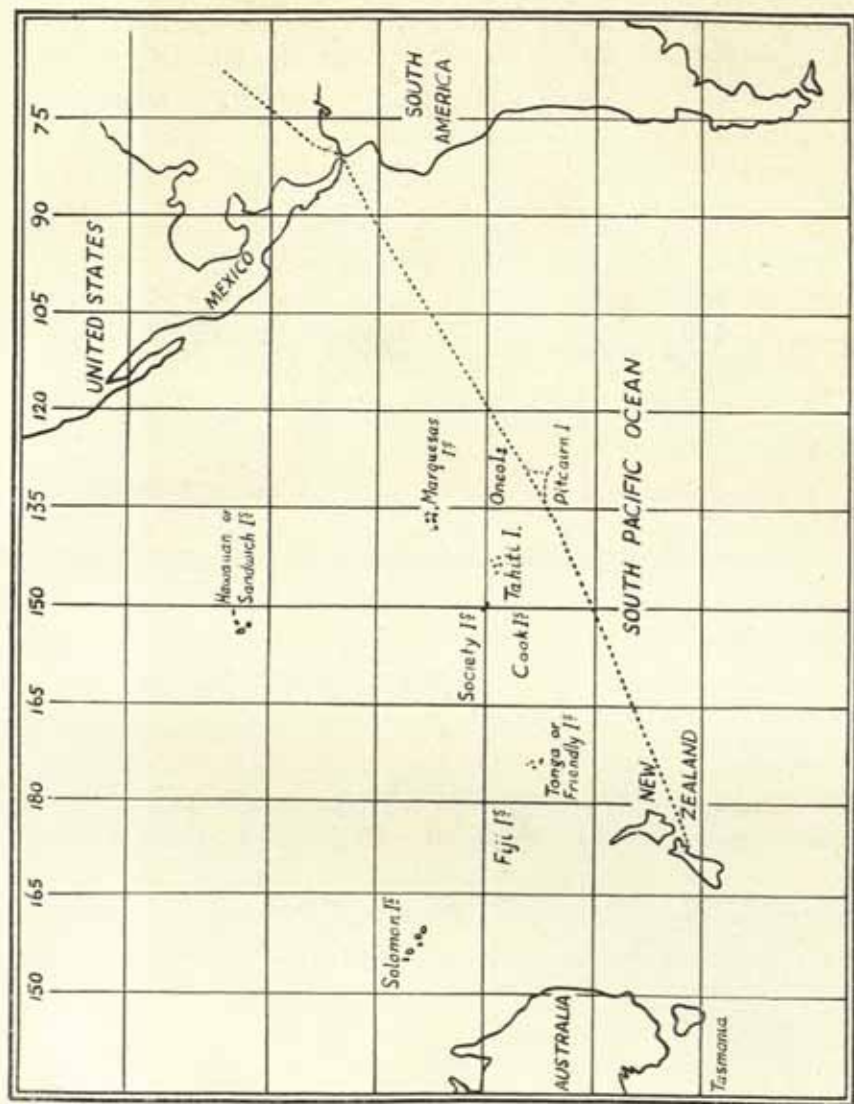 150
165
180
165
150
135
120
105
90
75
UNITED STATES
MEXICO
SOUTH
AMERICA
Hawaiian or
Sandwich Is
Marquesas
Is
Solomon Is
Society Is
Oneo I
Fiji Is
Cook Is
Tahiti I.
Pitcairn I
Tonga or
Friendly Is
AUSTRALIA
NEW
ZEALAND
SOUTH PACIFIC OCEAN
Tasmania